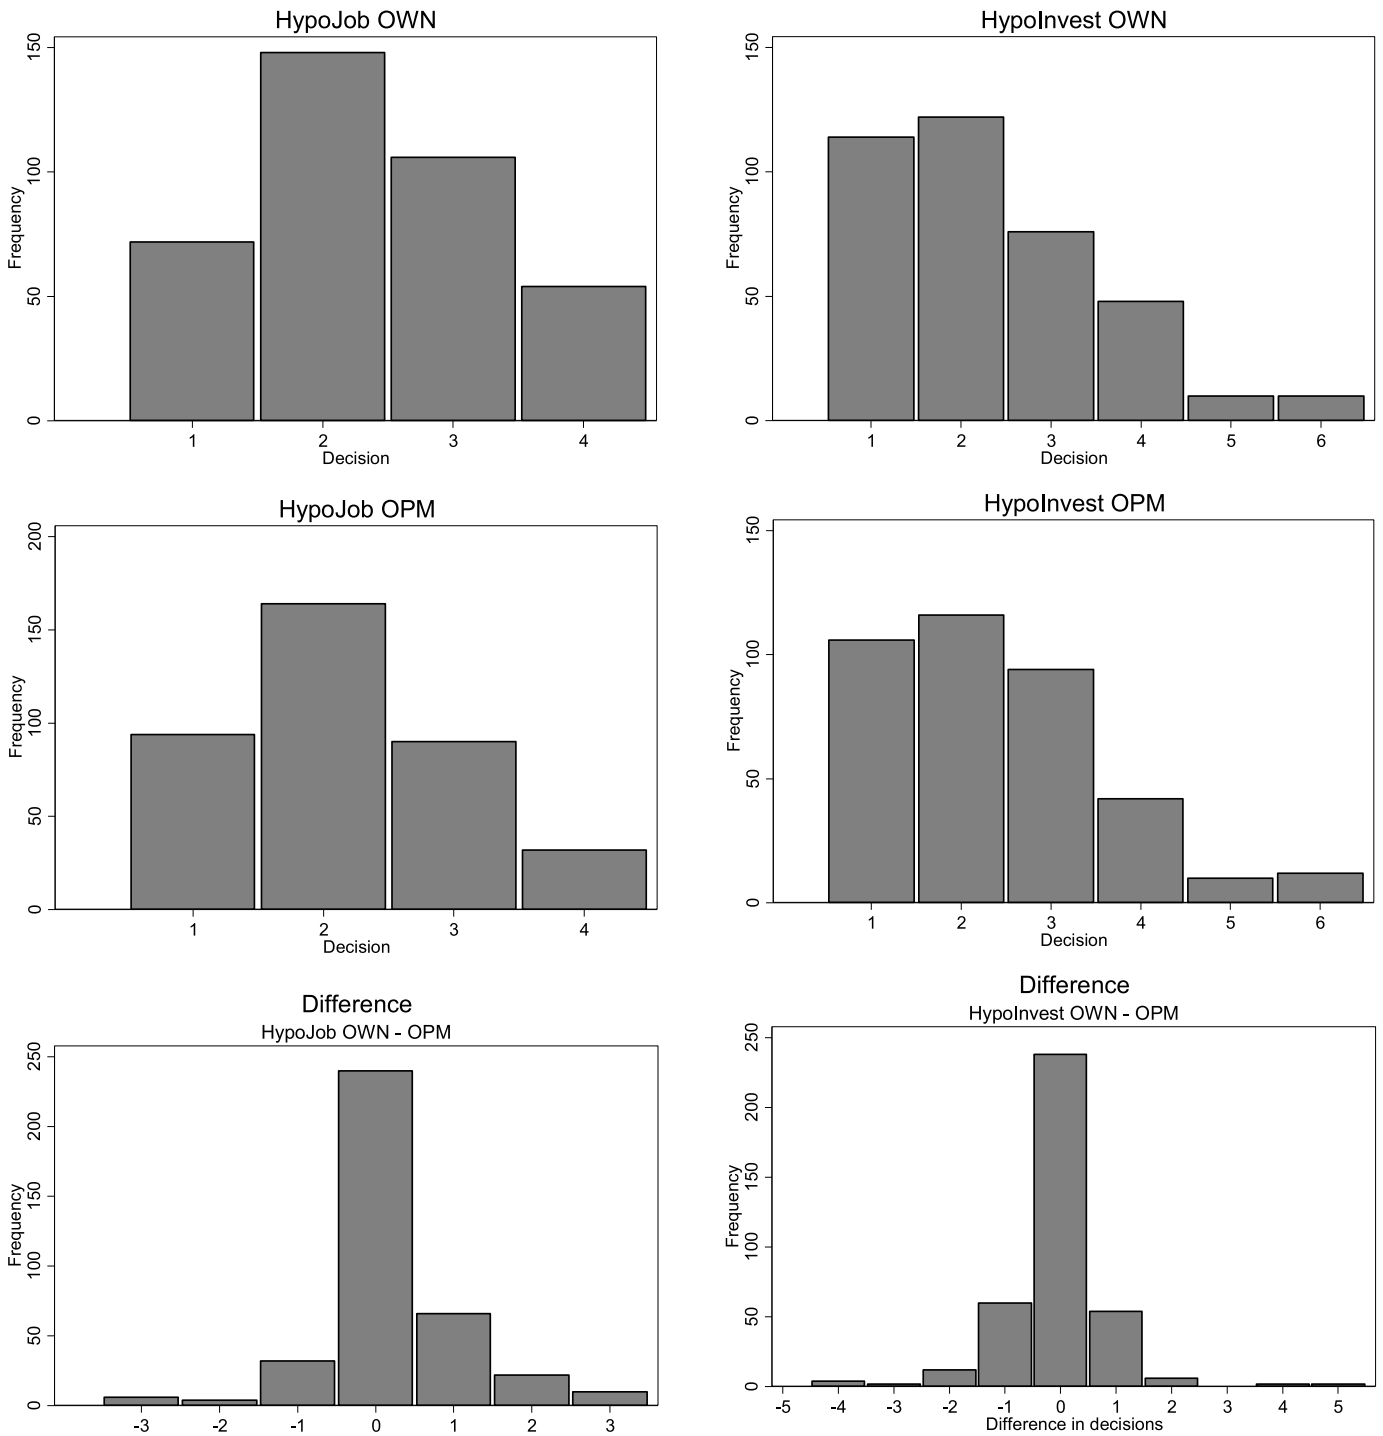 HypoJob OWN
Frequency
0 50 100 150
1 2 3 4
Decision
HypoInvest OWN
Frequency
0 50 100 150
1 2 3 4 5 6
Decision
HypoJob OPM
Frequency
0 50 100 150 200
1 2 3 4
Decision
HypoInvest OPM
Frequency
0 50 100 150
1 2 3 4 5 6
Decision
Difference
HypoJob OWN - OPM
Frequency
0 50 100 150 200 250
-3 -2 -1 0 1 2 3
Difference
HypoInvest OWN - OPM
Frequency
0 50 100 150 200 250
-5 -4 -3 -2 -1 0 1 2 3 4 5
Difference in decisions